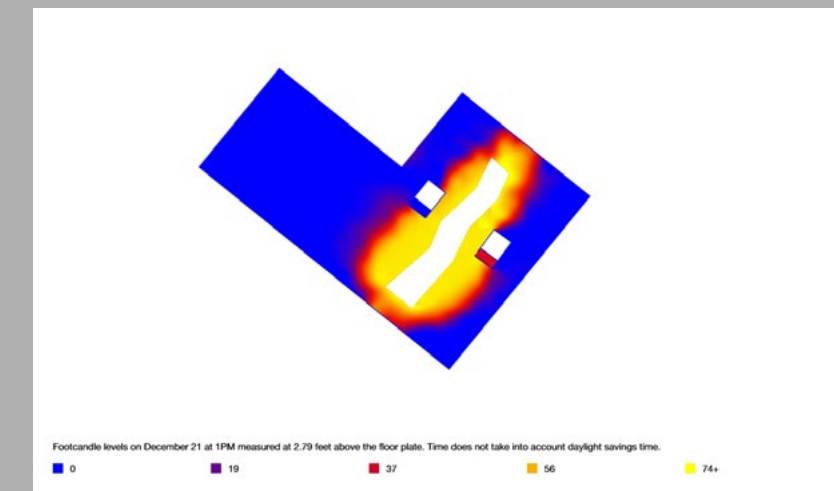 Footcandle levels on December 21 at 1PM measured at 2.79 feet above the floor plate. Time does not take into account daylight savings time.
0 19 37 56 74+